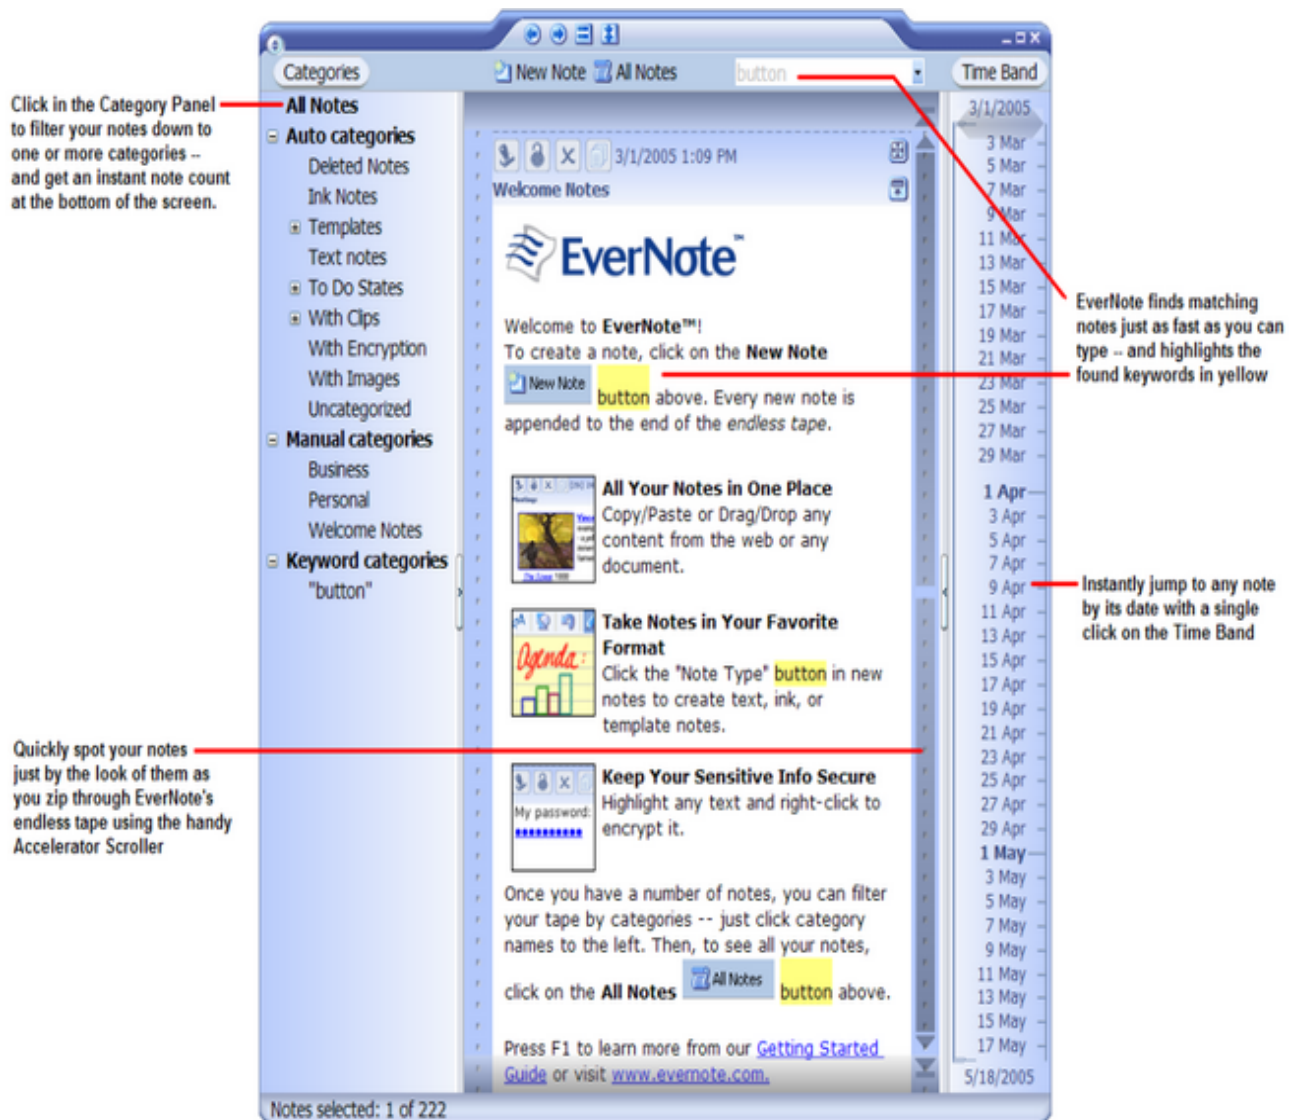 Categories
New Note
All Notes
button
Time Band
Click in the Category Panel
to filter your notes down to
one or more categories --
and get an instant note count
at the bottom of the screen.
Quickly spot your notes
just by the look of them as
you zip through EverNote's
endless tape using the handy
Accelerator Scroller
All Notes
Auto categories
Deleted Notes
Ink Notes
Templates
Text notes
To Do States
With Clips
With Encryption
With Images
Uncategorized
Manual categories
Business
Personal
Welcome Notes
Keyword categories
"button"
3/1/2005 1:09 PM
Welcome Notes
EverNote™
Welcome to EverNote™!
To create a note, click on the New Note
New Note button above. Every new note is
appended to the end of the endless tape.
All Your Notes in One Place
Copy/Paste or Drag/Drop any
content from the web or any
document.
Agenda:
Take Notes in Your Favorite
Format
Click the "Note Type" button in new
notes to create text, ink, or
template notes.
My password:
Keep Your Sensitive Info Secure
Highlight any text and right-click to
encrypt it.
Once you have a number of notes, you can filter
your tape by categories -- just click category
names to the left. Then, to see all your notes,
click on the All Notes All Notes button above.
Press F1 to learn more from our Getting Started
Guide or visit www.evernote.com.
3/1/2005
3 Mar
5 Mar
7 Mar
9 Mar
11 Mar
13 Mar
15 Mar
17 Mar
19 Mar
21 Mar
23 Mar
25 Mar
27 Mar
29 Mar
1 Apr
3 Apr
5 Apr
7 Apr
9 Apr
11 Apr
13 Apr
15 Apr
17 Apr
19 Apr
21 Apr
23 Apr
25 Apr
27 Apr
29 Apr
1 May
3 May
5 May
7 May
9 May
11 May
13 May
15 May
17 May
5/18/2005
EverNote finds matching
notes just as fast as you can
type -- and highlights the
found keywords in yellow
Instantly jump to any note
by its date with a single
click on the Time Band
Notes selected: 1 of 222